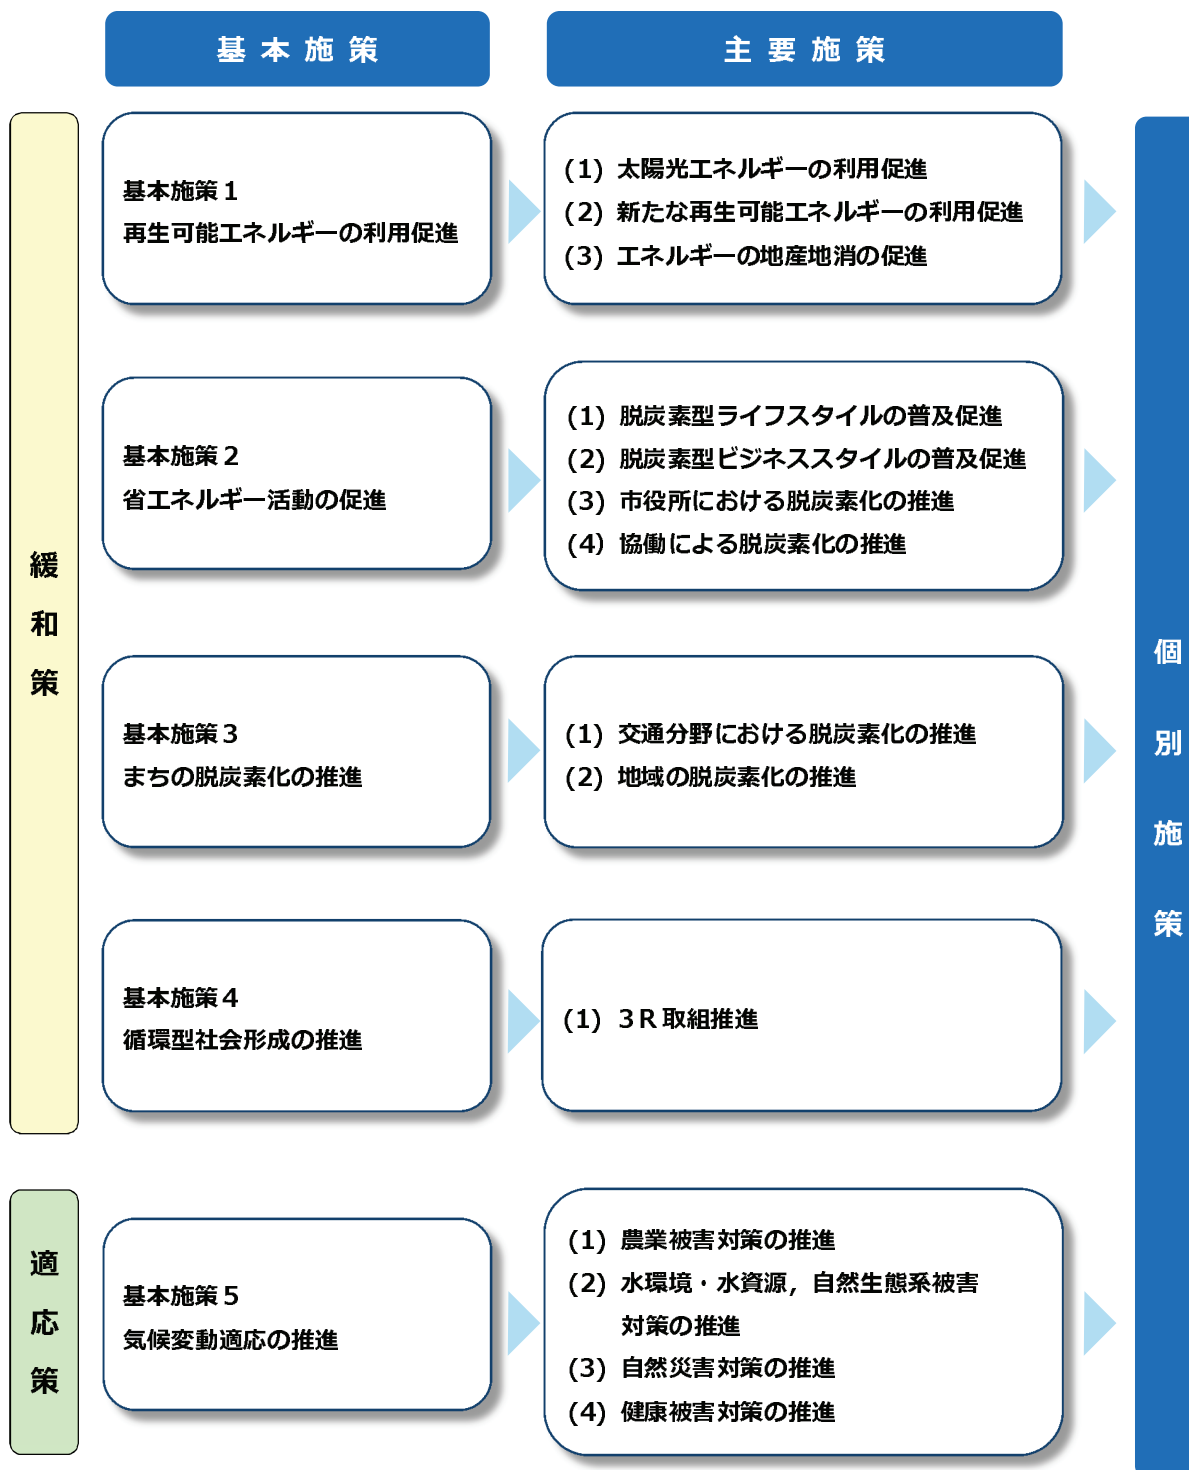 基本施策
主要施策
緩和策
基本施策１
再生可能エネルギーの利用促進
(1) 太陽光エネルギーの利用促進
(2) 新たな再生可能エネルギーの利用促進
(3) エネルギーの地産地消の促進
基本施策２
省エネルギー活動の促進
(1) 脱炭素型ライフスタイルの普及促進
(2) 脱炭素型ビジネススタイルの普及促進
(3) 市役所における脱炭素化の推進
(4) 協働による脱炭素化の推進
基本施策３
まちの脱炭素化の推進
(1) 交通分野における脱炭素化の推進
(2) 地域の脱炭素化の推進
基本施策４
循環型社会形成の推進
(1) ３Ｒ取組推進
適応策
基本施策５
気候変動適応の推進
(1) 農業被害対策の推進
(2) 水環境・水資源，自然生態系被害
対策の推進
(3) 自然災害対策の推進
(4) 健康被害対策の推進
個別施策